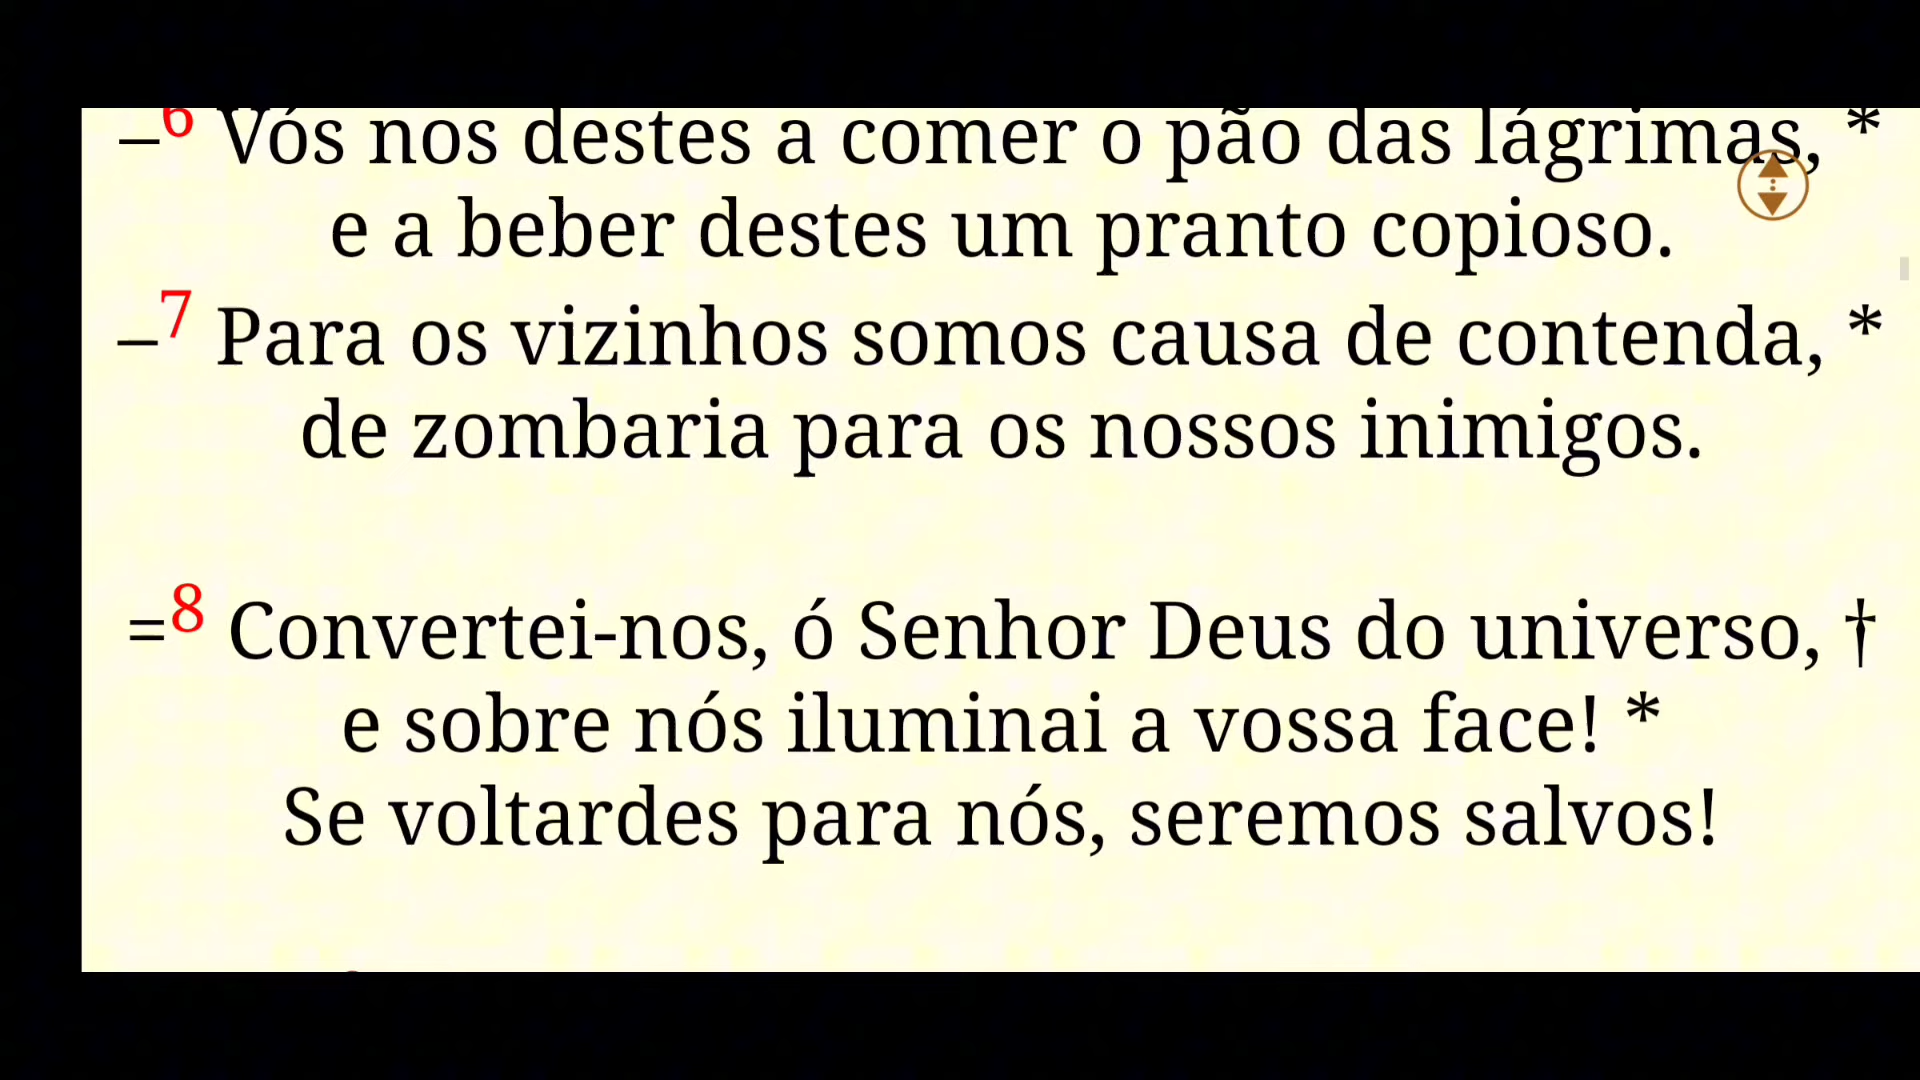 –6 Vós nos destes a comer o pão das lágrimas, *
e a beber destes um pranto copioso.
–7 Para os vizinhos somos causa de contenda, *
de zombaria para os nossos inimigos.
=8 Convertei-nos, ó Senhor Deus do universo, †
e sobre nós iluminai a vossa face! *
Se voltardes para nós, seremos salvos!